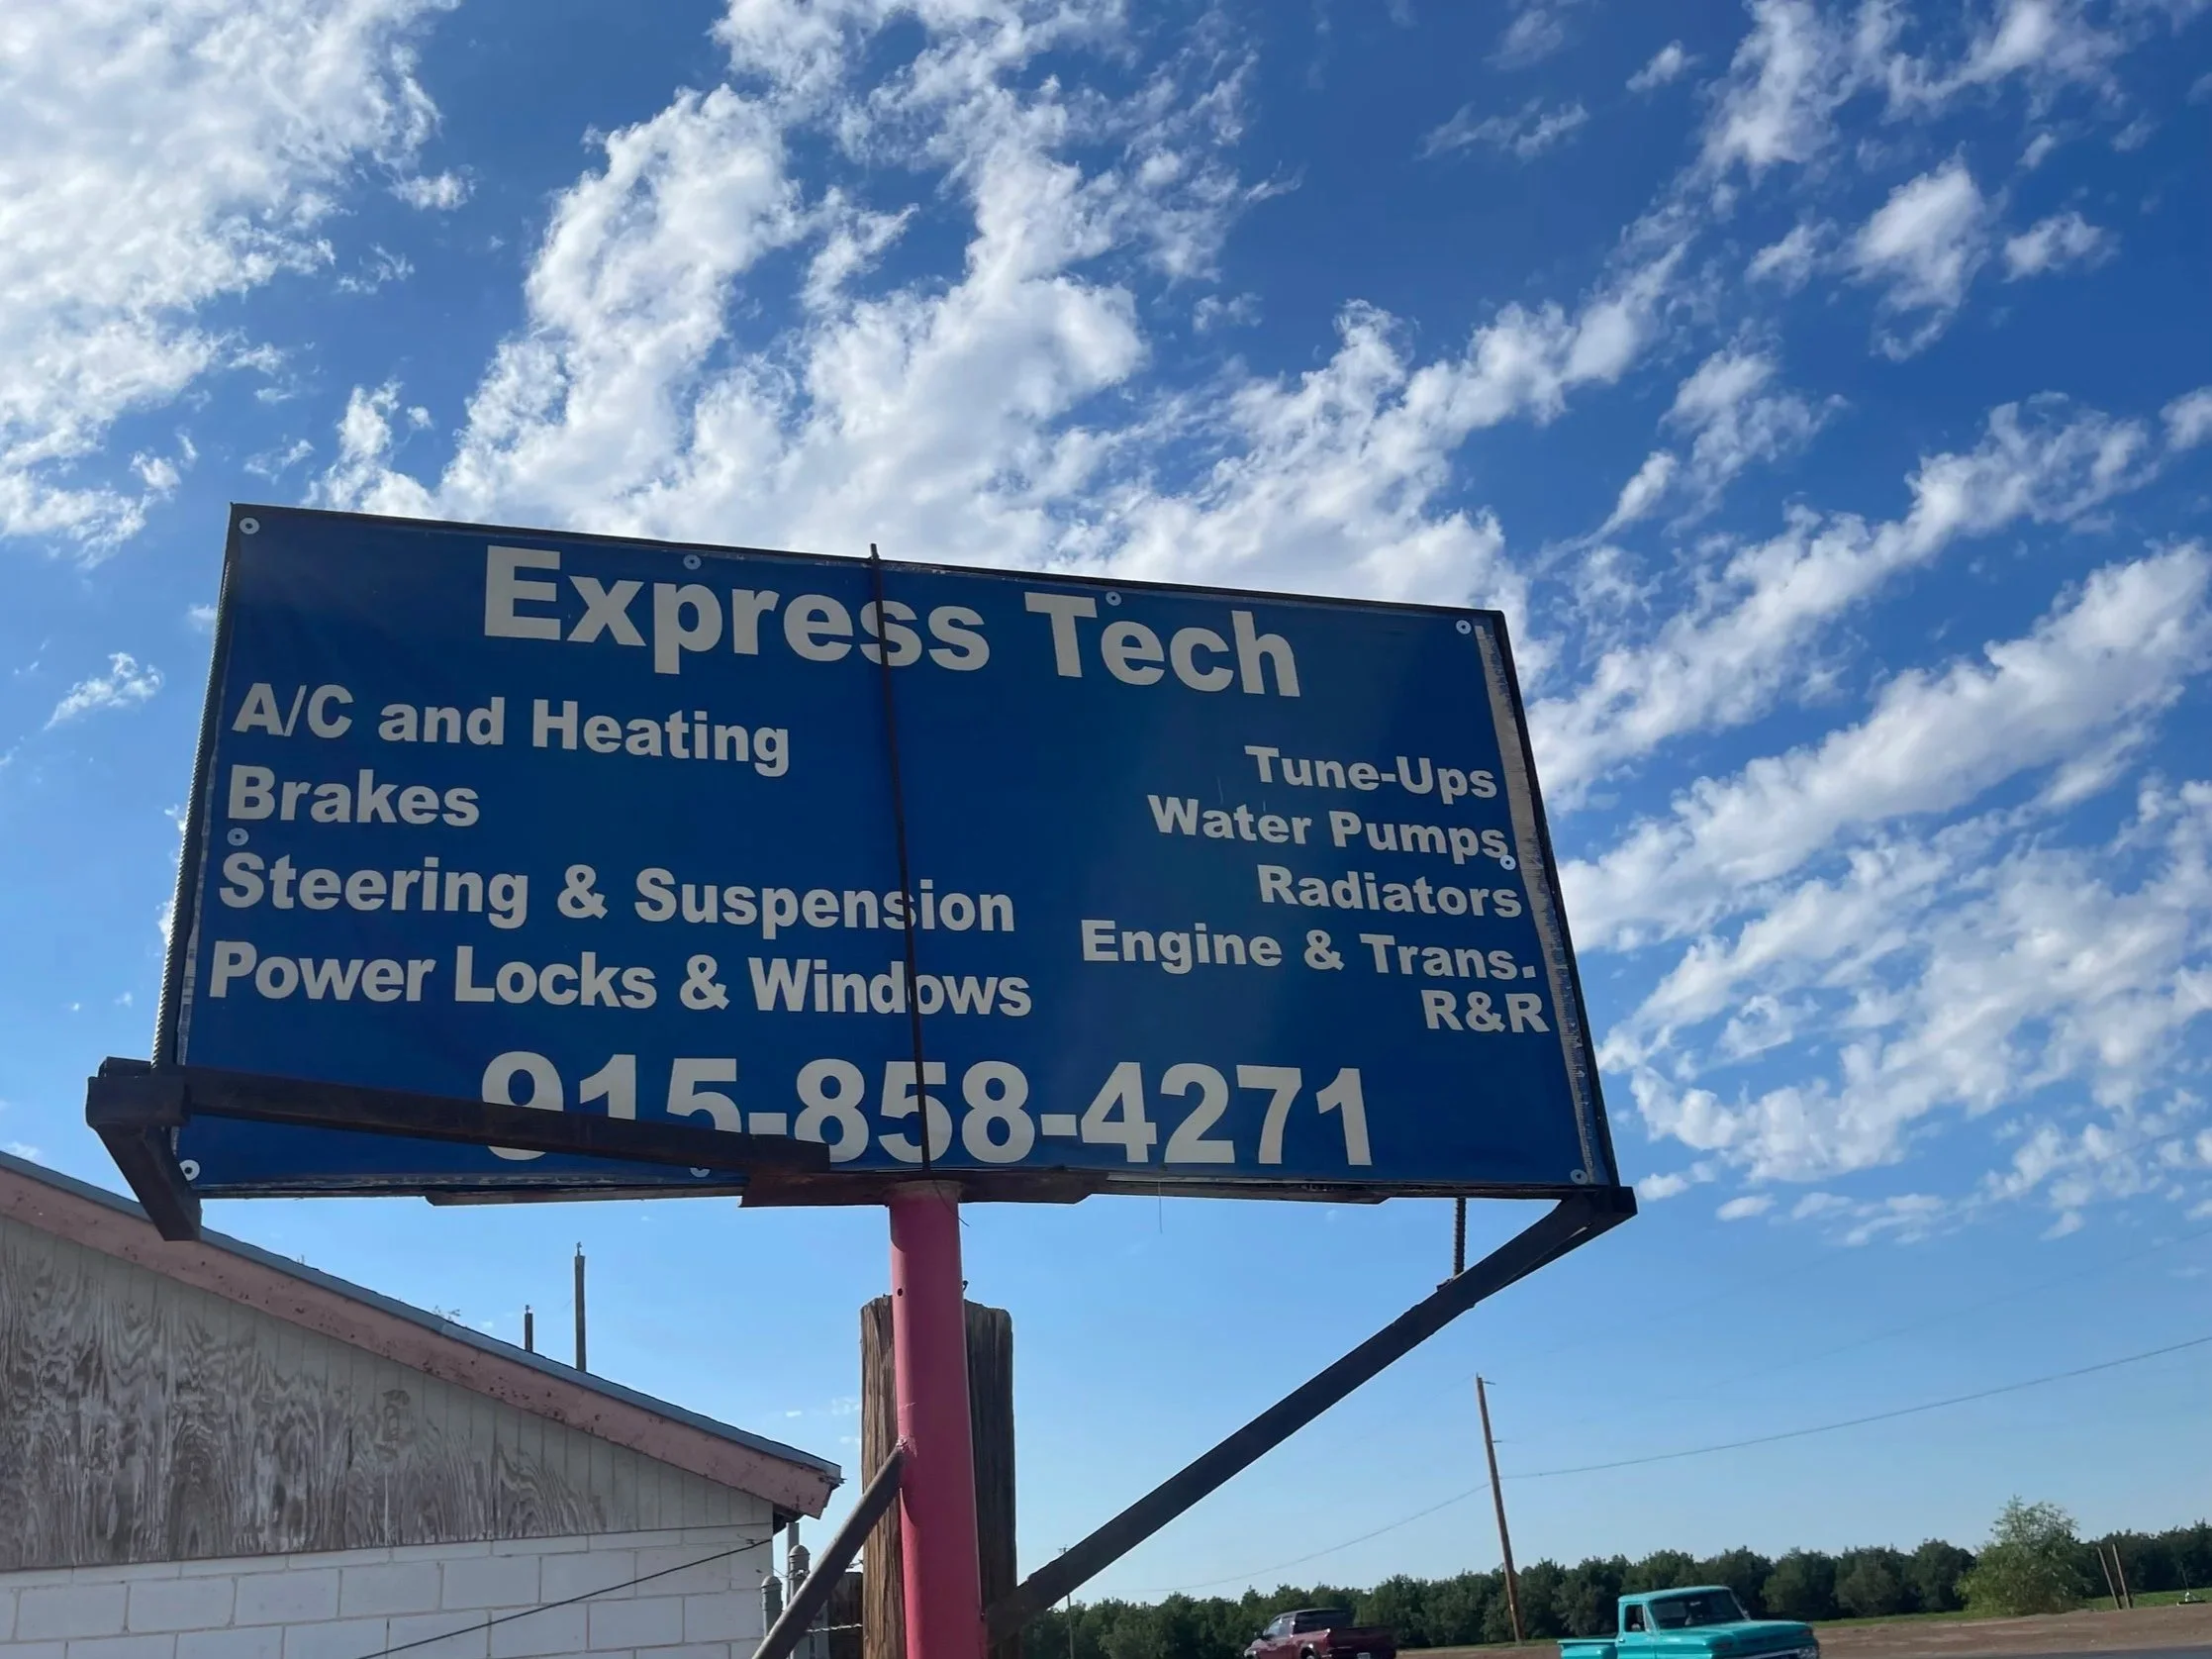 Express Tech
A/C and Heating
Brakes
Steering & Suspension
Power Locks & Windows
Tune-Ups
Water Pumps
Radiators
Engine & Trans.
R&R
915-858-4271